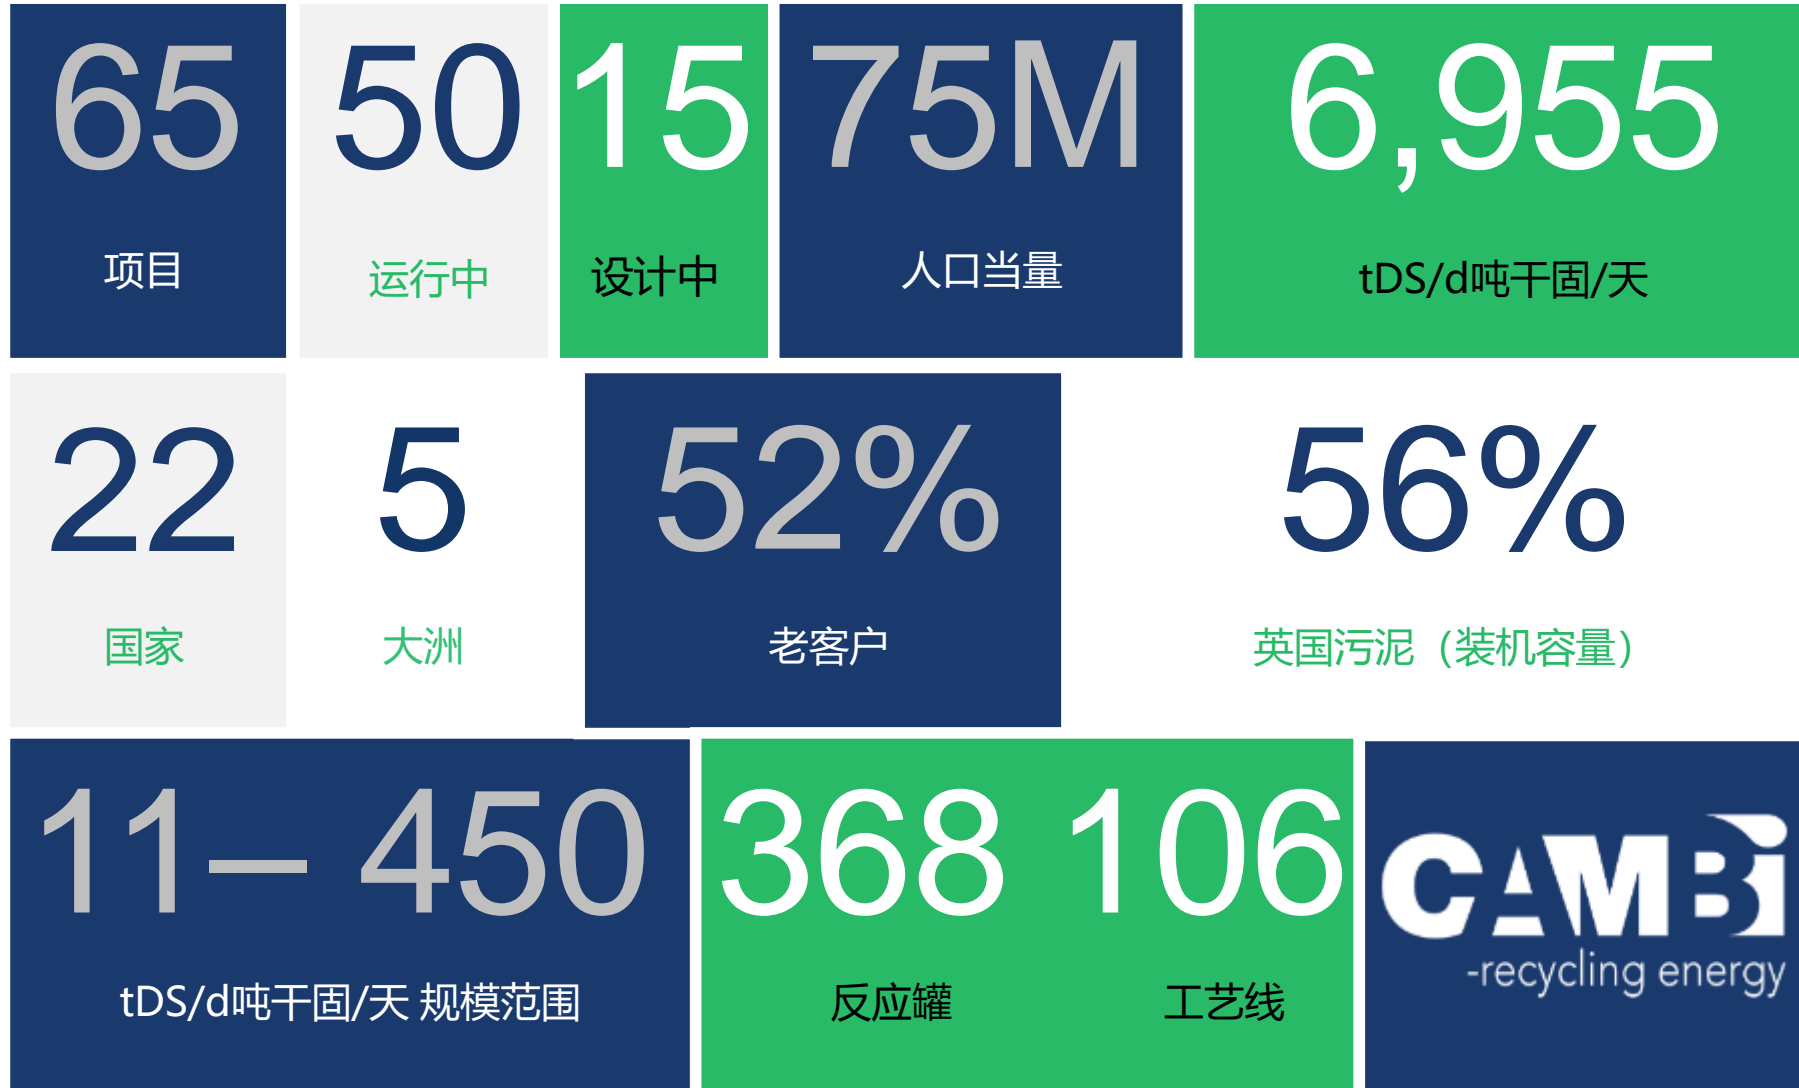 65
项目
50
运行中
15
设计中
75M
人口当量
6,955
tDS/d吨干固/天
22
国家
5
大洲
52%
老客户
56%
英国污泥（装机容量）
11– 450
tDS/d吨干固/天 规模范围
368
反应罐
106
工艺线
CAMBi
-recycling energy